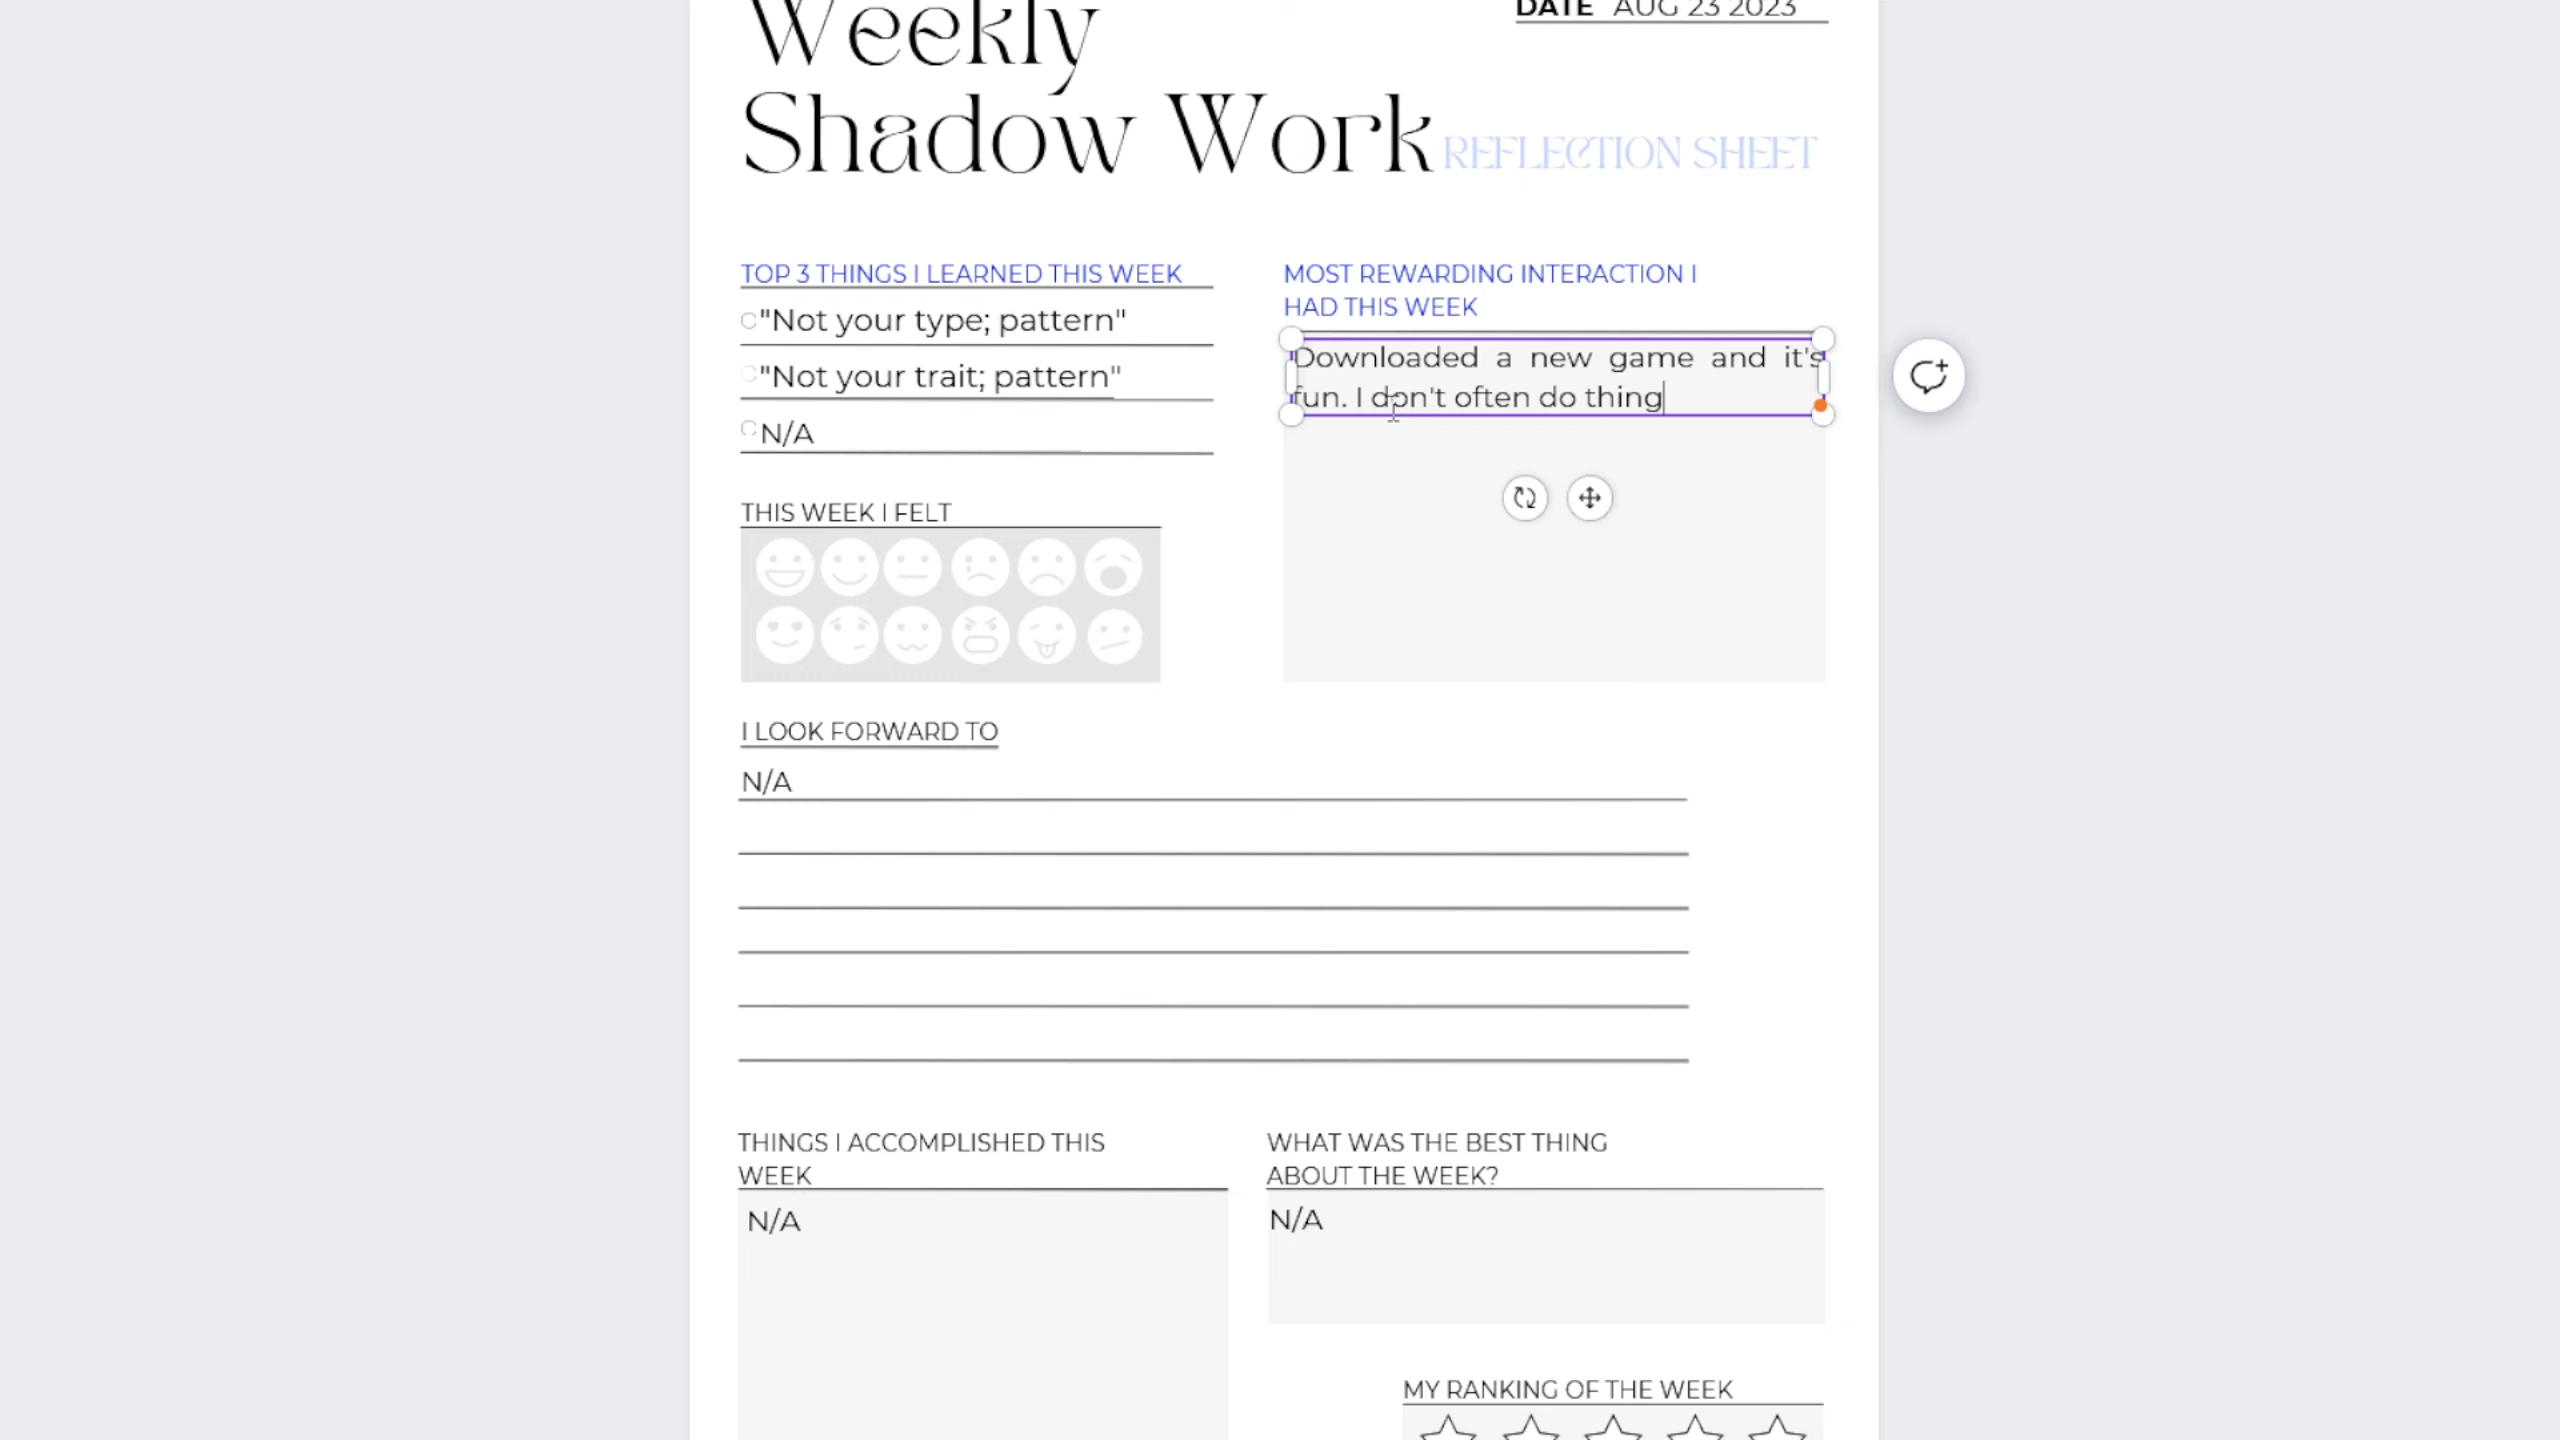 Weekly
DATE AUG 23 2023
Shadow Work
REFLECTION SHEET
TOP 3 THINGS I LEARNED THIS WEEK
"Not your type; pattern"
"Not your trait; pattern"
N/A
MOST REWARDING INTERACTION I
HAD THIS WEEK
Downloaded a new game and it's
fun. I don't often do thing
THIS WEEK I FELT
I LOOK FORWARD TO
N/A
THINGS I ACCOMPLISHED THIS
WEEK
N/A
WHAT WAS THE BEST THING
ABOUT THE WEEK?
N/A
MY RANKING OF THE WEEK